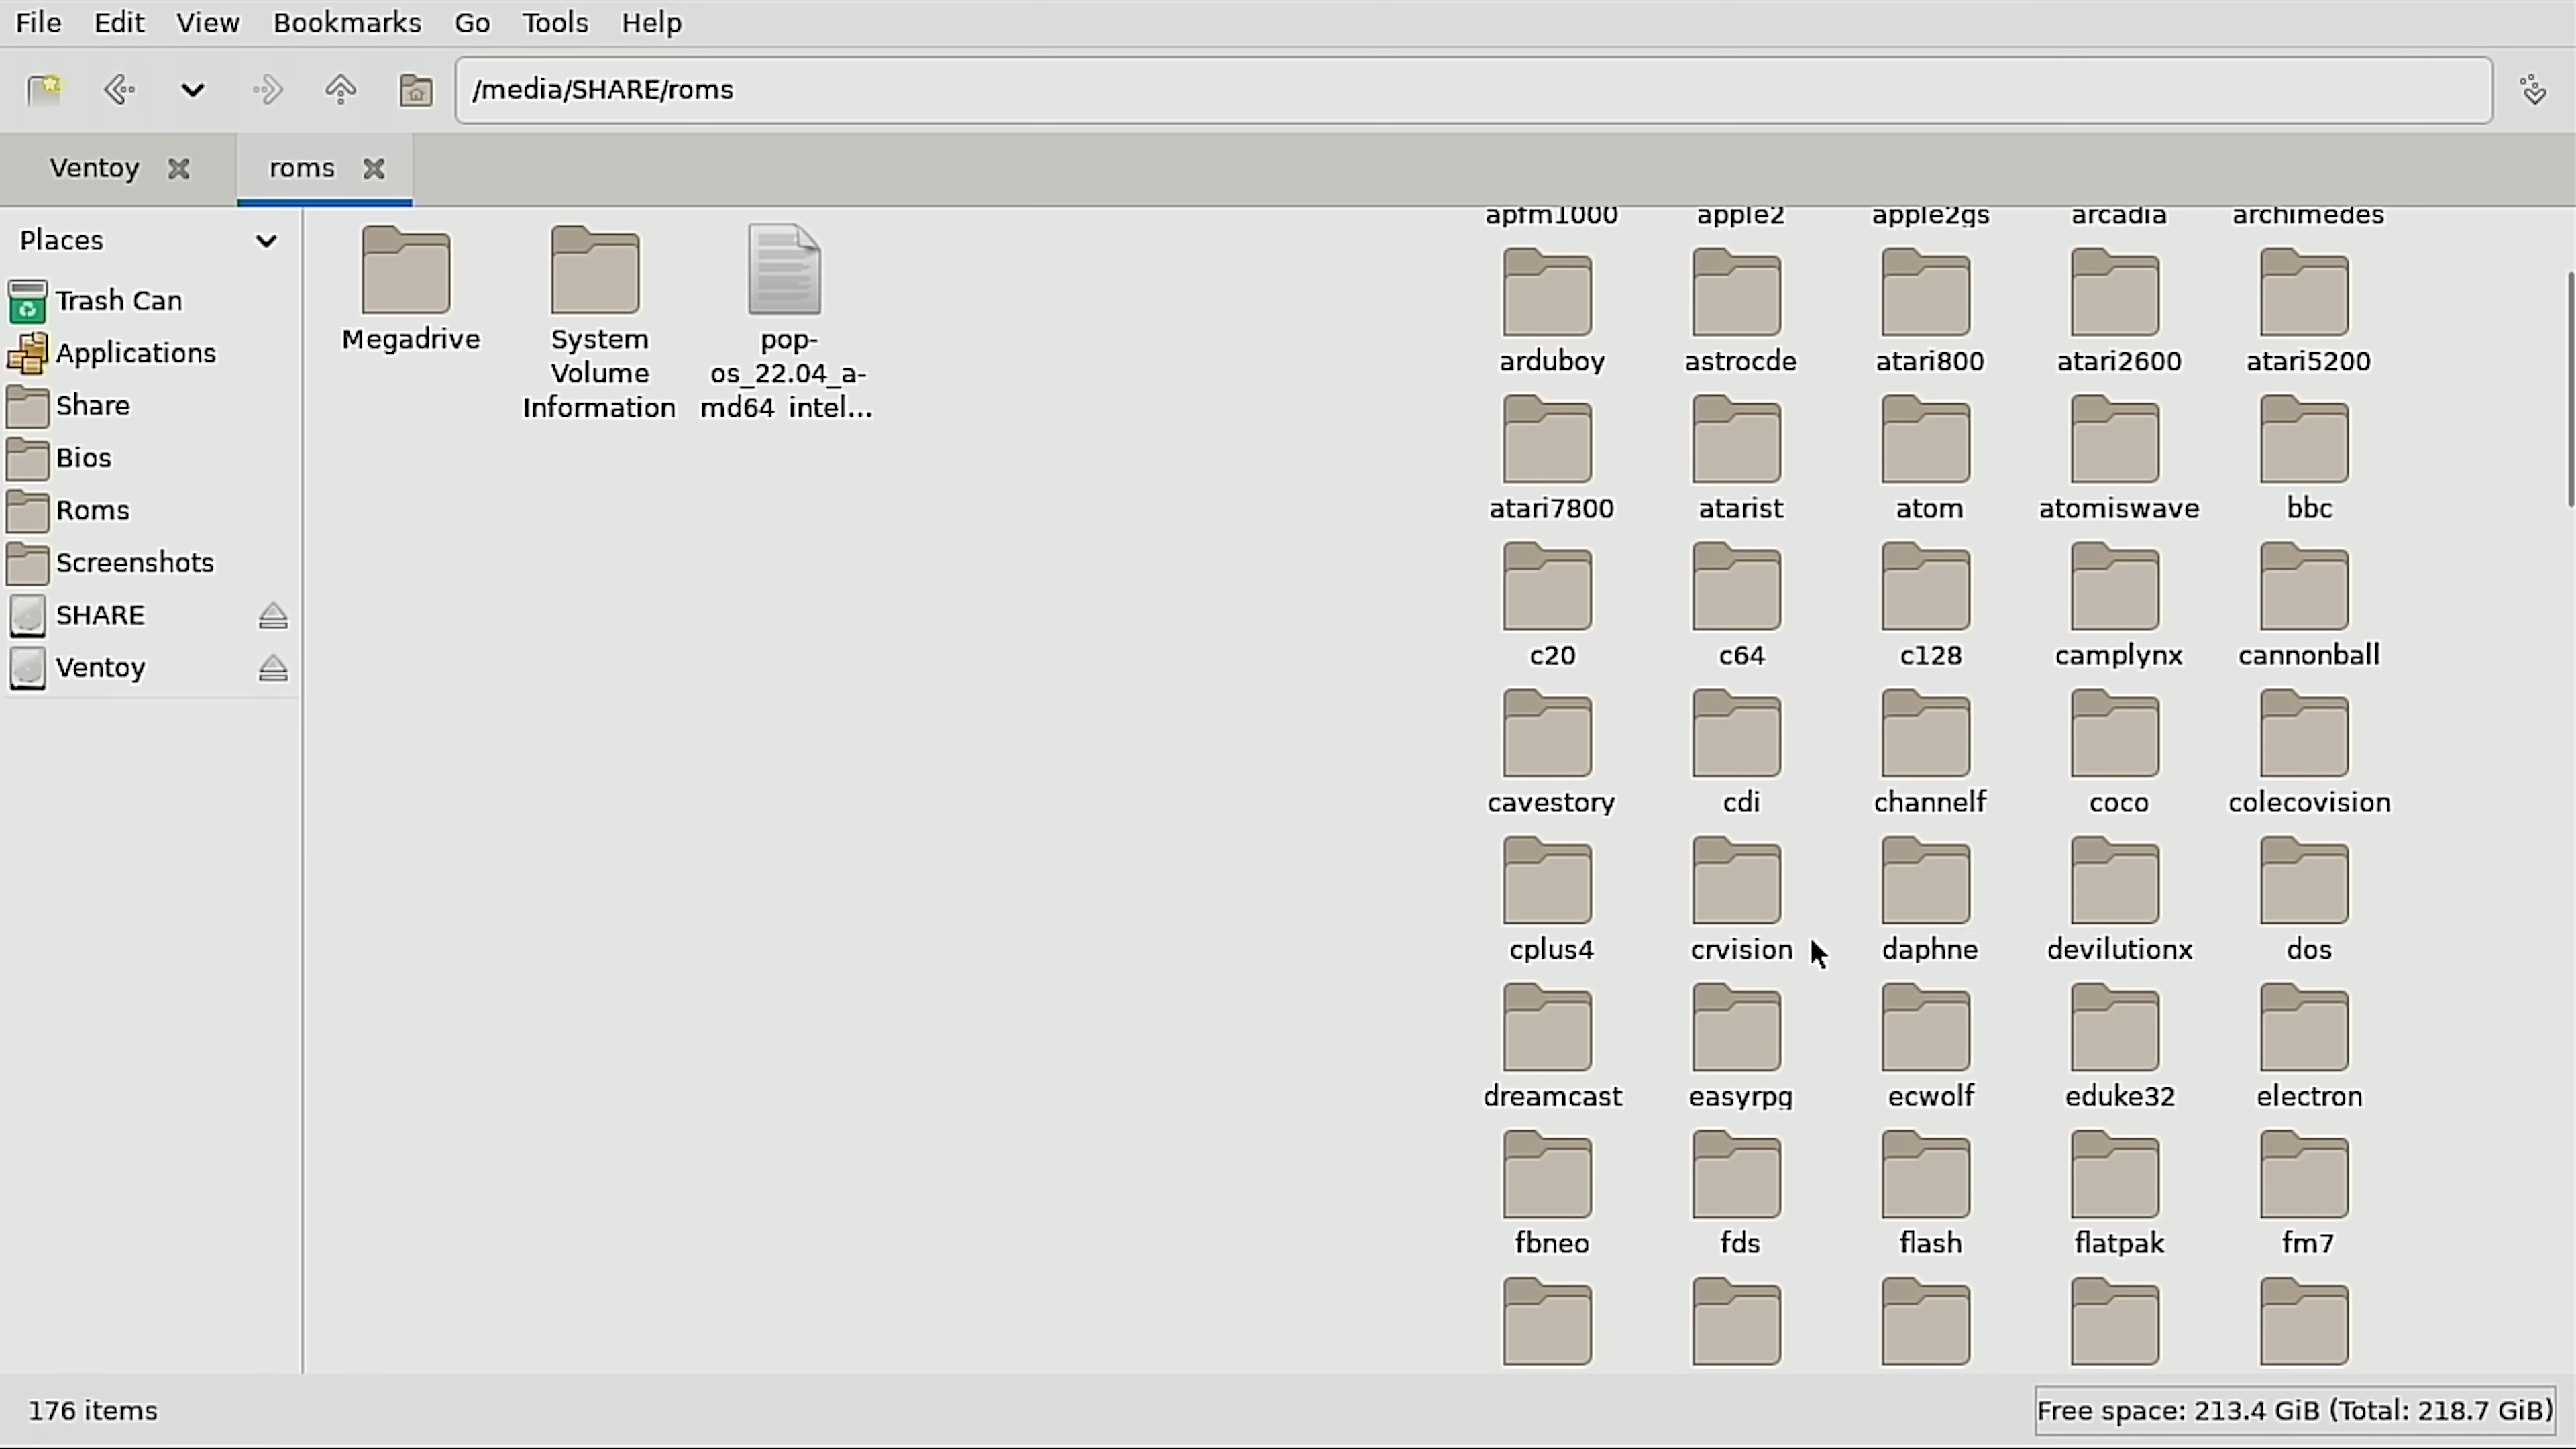 File Edit View Bookmarks Go Tools Help
/media/SHARE/roms
Ventoy roms
Places
Trash Can
Applications
Share
Bios
Roms
Screenshots
SHARE
Ventoy
Megadrive
System
Volume
Information
pop-
os_22.04_a-
md64_intel...
apfm1000 apple2 apple2gs arcadia archimedes
arduboy astrocde atari800 atari2600 atari5200
atari7800 atarist atom atomiswave bbc
c20 c64 c128 camplynx cannonball
cavestory cdi channelf coco colecovision
cplus4 crvision daphne devilutionx dos
dreamcast easyrpg ecwolf eduke32 electron
fbneo fds flash flatpak fm7
176 items
Free space: 213.4 GiB (Total: 218.7 GiB)